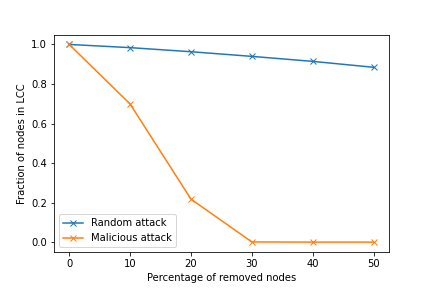 1.0
0.8
0.6
0.4
0.2
0.0
Fraction of nodes in LCC
Random attack
Malicious attack
0 10 20 30 40 50
Percentage of removed nodes